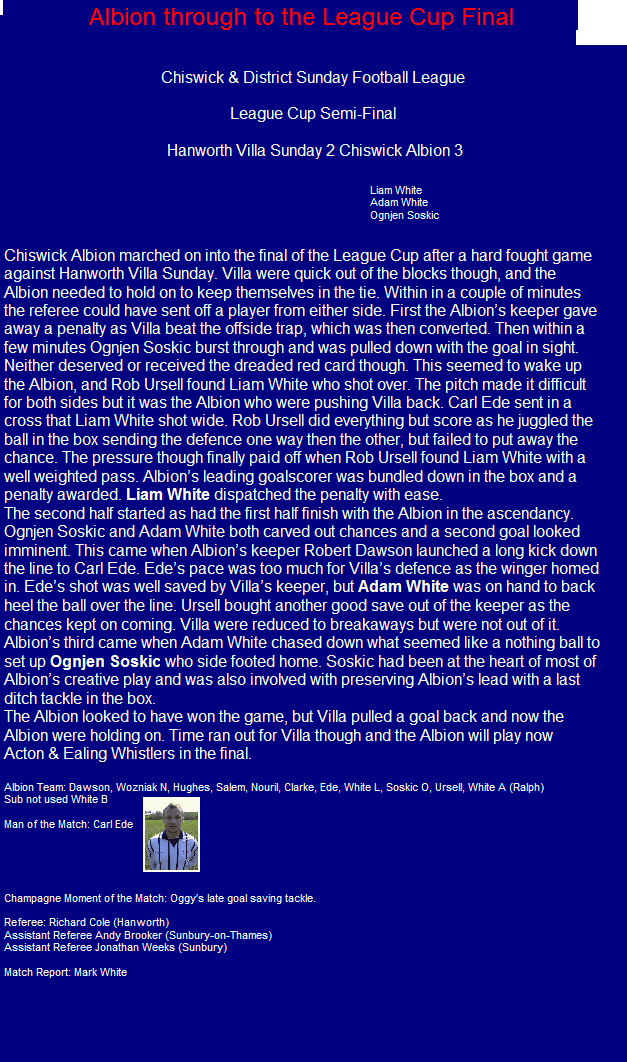 Albion through to the League Cup Final
Chiswick & District Sunday Football League
League Cup Semi-Final
Hanworth Villa Sunday 2 Chiswick Albion 3
Liam White
Adam White
Ognjen Soskic
Chiswick Albion marched on into the final of the League Cup after a hard fought game
against Hanworth Villa Sunday. Villa were quick out of the blocks though, and the
Albion needed to hold on to keep themselves in the tie. Within in a couple of minutes
the referee could have sent off a player from either side. First the Albion's keeper gave
away a penalty as Villa beat the offside trap, which was then converted. Then within a
few minutes Ognjen Soskic burst through and was pulled down with the goal in sight.
Neither deserved or received the dreaded red card though. This seemed to wake up
the Albion, and Rob Ursell found Liam White who shot over. The pitch made it difficult
for both sides but it was the Albion who were pushing Villa back. Carl Ede sent in a
cross that Liam White shot wide. Rob Ursell did everything but score as he juggled the
ball in the box sending the defence one way then the other, but failed to put away the
chance. The pressure though finally paid off when Rob Ursell found Liam White with a
well weighted pass. Albion's leading goalscorer was bundled down in the box and a
penalty awarded. Liam White dispatched the penalty with ease.
The second half started as had the first half finish with the Albion in the ascendancy.
Ognjen Soskic and Adam White both carved out chances and a second goal looked
imminent. This came when Albion's keeper Robert Dawson launched a long kick down
the line to Carl Ede. Ede's pace was too much for Villa's defence as the winger homed
in. Ede's shot was well saved by Villa's keeper, but Adam White was on hand to back
heel the ball over the line. Ursell bought another good save out of the keeper as the
chances kept on coming. Villa were reduced to breakaways but were not out of it.
Albion's third came when Adam White chased down what seemed like a nothing ball to
set up Ognjen Soskic who side footed home. Soskic had been at the heart of most of
Albion's creative play and was also involved with preserving Albion's lead with a last
ditch tackle in the box.
The Albion looked to have won the game, but Villa pulled a goal back and now the
Albion were holding on. Time ran out for Villa though and the Albion will play now
Acton & Ealing Whistlers in the final.
Albion Team: Dawson, Wozniak N, Hughes, Salem, Nouril, Clarke, Ede, White L, Soskic O, Ursell, White A (Ralph)
Sub not used White B
Man of the Match: Carl Ede
Champagne Moment of the Match: Oggy's late goal saving tackle.
Referee: Richard Cole (Hanworth)
Assistant Referee Andy Brooker (Sunbury-on-Thames)
Assistant Referee Jonathan Weeks (Sunbury)
Match Report: Mark White